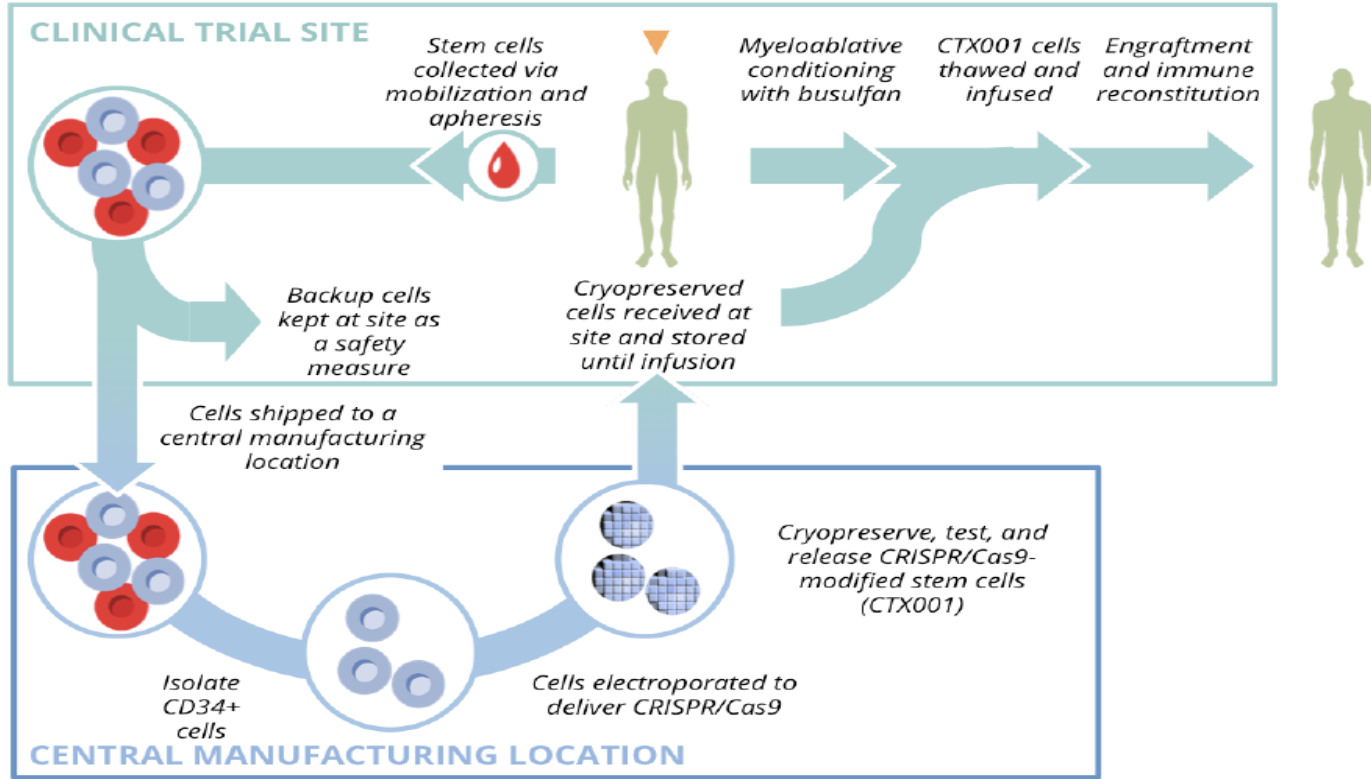 CLINICAL TRIAL SITE
Stem cells
collected via
mobilization and
apheresis
Myeloablative
conditioning
with busulfan
CTX001 cells
thawed and
infused
Engraftment
and immune
reconstitution
Backup cells
kept at site as
a safety
measure
Cryopreserved
cells received at
site and stored
until infusion
Cells shipped to a
central manufacturing
location
Cryopreserve, test, and
release CRISPR/Cas9-
modified stem cells
(CTX001)
Isolate
CD34+
cells
Cells electroporated to
deliver CRISPR/Cas9
CENTRAL MANUFACTURING LOCATION